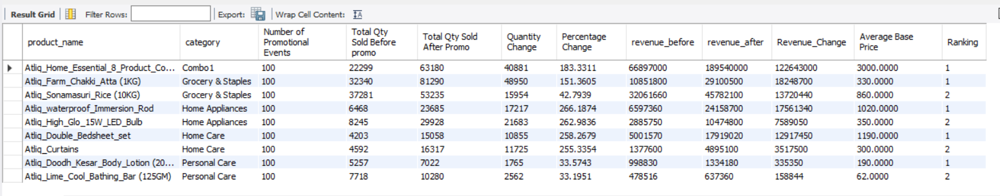 Result Grid Filter Rows: Export: Wrap Cell Content: IA
product_name category Number of Promotional Events Total Qty Sold Before promo Total Qty Sold After Promo Quantity Change Percentage Change revenue_before revenue_after Revenue_Change Average Base Price Ranking
Atliq_Home_Essential_8_Product_Co... Combo1 100 22299 63180 40881 183.3311 66897000 189540000 122643000 3000.0000 1
Atliq_Farm_Chakki_Atta (1KG) Grocery & Staples 100 32340 81290 48950 151.3605 10851800 29100500 18248700 330.0000 1
Atliq_Sonamasuri_Rice (10KG) Grocery & Staples 100 37281 53235 15954 42.7939 32061660 45782100 13720440 860.0000 2
Atliq_waterproof_Immersion_Rod Home Appliances 100 6468 23685 17217 266.1874 6597360 24158700 17561340 1020.0000 1
Atliq_High_Glo_15W_LED_Bulb Home Appliances 100 8245 29928 21683 262.9836 2885750 10474800 7589050 350.0000 2
Atliq_Double_Bedsheet_set Home Care 100 4203 15058 10855 258.2679 5001570 17919020 12917450 1190.0000 1
Atliq_Curtains Home Care 100 4592 16317 11725 255.3354 1377600 4895100 3517500 300.0000 2
Atliq_Doodh_Kesar_Body_Lotion (20... Personal Care 100 5257 7022 1765 33.5743 998830 1334180 335350 190.0000 1
Atliq_Lime_Cool_Bathing_Bar (125GM) Personal Care 100 7718 10280 2562 33.1951 478516 637360 158844 62.0000 2